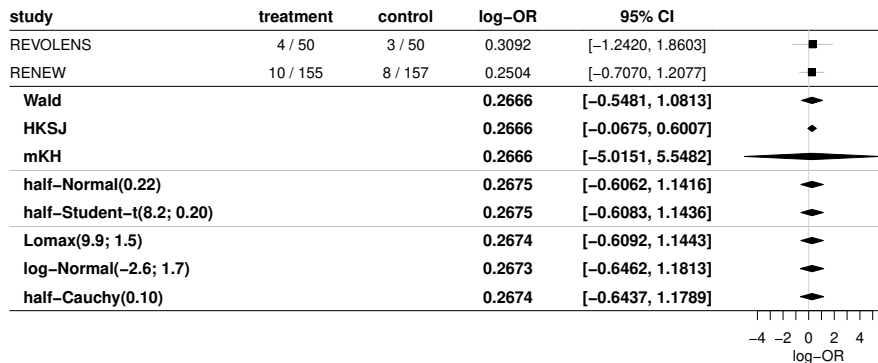 study treatment control log−OR 95% CI
REVOLENS 4 / 50 3 / 50 0.3092 [−1.2420, 1.8603]
RENEW 10 / 155 8 / 157 0.2504 [−0.7070, 1.2077]
Wald 0.2666 [−0.5481, 1.0813]
HKSJ 0.2666 [−0.0675, 0.6007]
mKH 0.2666 [−5.0151, 5.5482]
half−Normal(0.22) 0.2675 [−0.6062, 1.1416]
half−Student−t(8.2; 0.20) 0.2675 [−0.6083, 1.1436]
Lomax(9.9; 1.5) 0.2674 [−0.6092, 1.1443]
log−Normal(−2.6; 1.7) 0.2673 [−0.6462, 1.1813]
half−Cauchy(0.10) 0.2674 [−0.6437, 1.1789]
−4 −2 0 2 4
log−OR